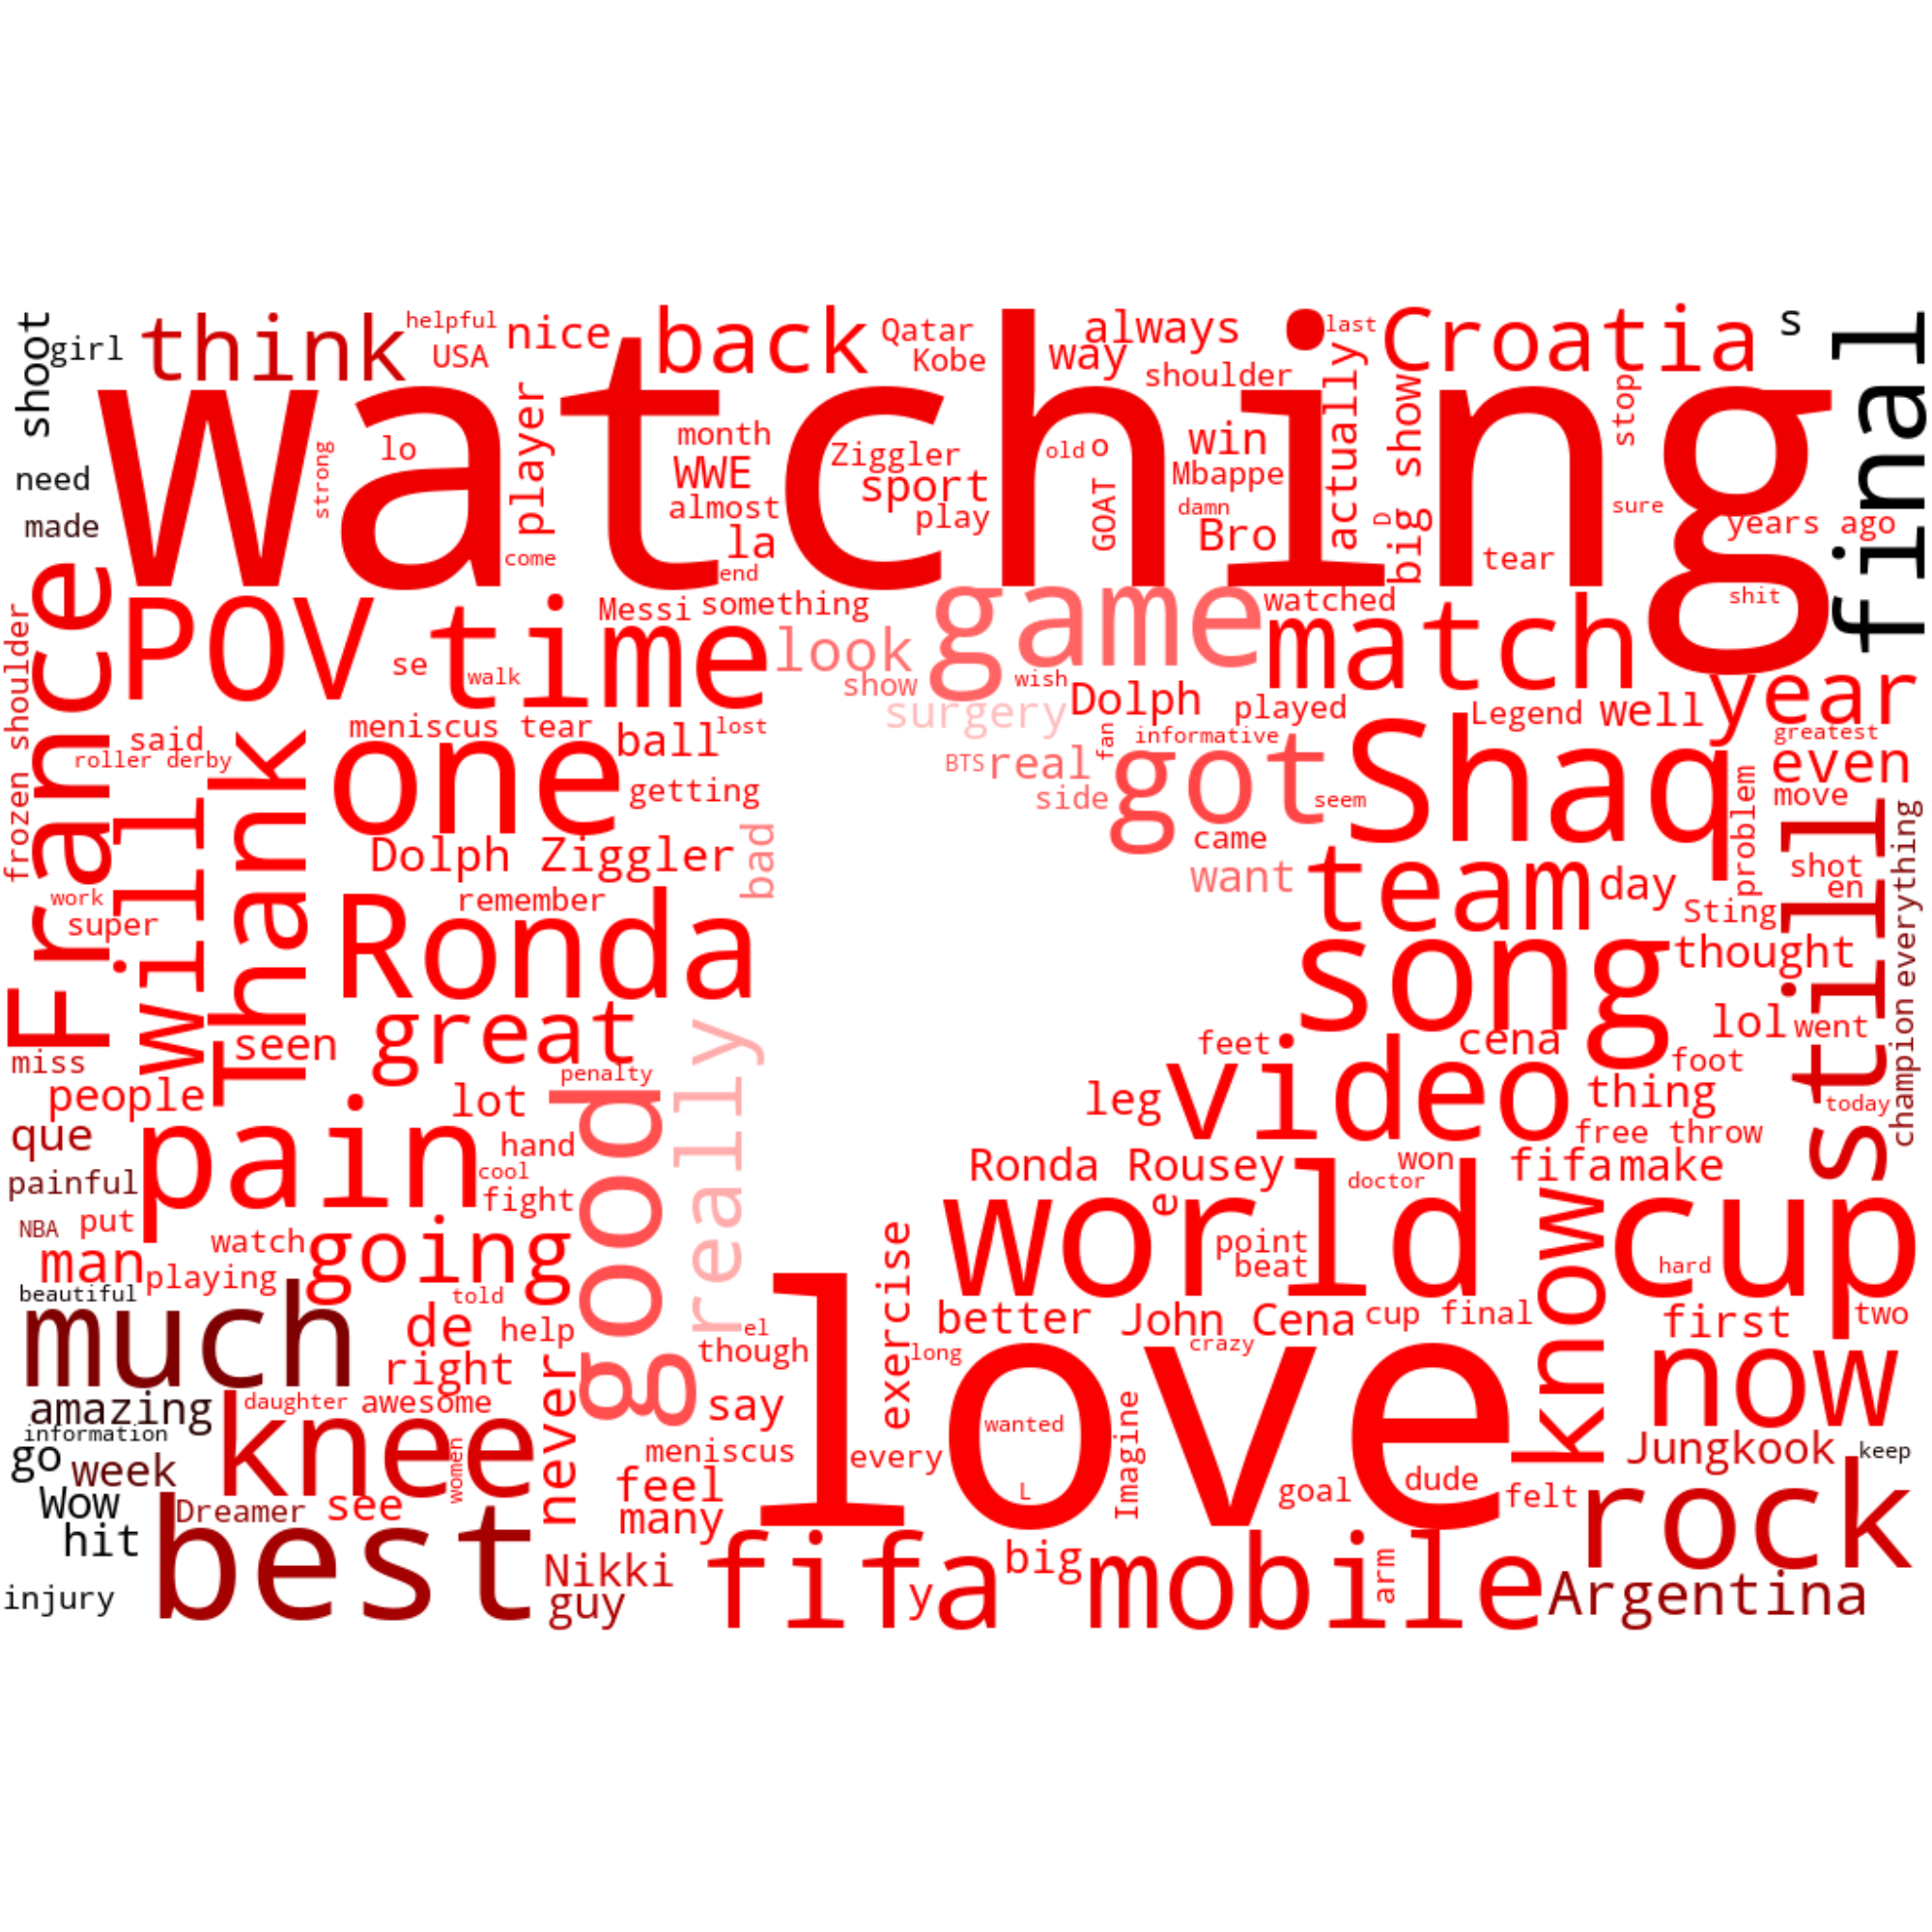 shoot
girl
think
helpful
USA
nice
back
Qatar
Kobe
always
way
shoulder
last
Croatia
s
final
need
made
watching
strong
lo
player
come
month
WWE
almost
la
end
Ziggler
sport
play
old
o
GOAT
win
Mbappe
damn
Bro
actually
D
big show
stop
tear
sure
years ago
shit
France
frozen shoulder
POV
se
time
walk
Messi
something
look
show
game
wish
surgery
watched
match
Dolph
played
Legend
well
year
greatest
said
roller derby
will
Thank
meniscus tear
one
ball
lost
getting
BTS
real
fan
informative
side
got
seem
Shaq
problem
even
move
still
everything
Dolph Ziggler
bad
came
want
team
day
shot
en
Sting
work
super
Ronda
remember
song
thought
miss
seen
great
really
lol
went
feet
cena
foot
people
penalty
good
lot
leg
video
thing
today
champion
que
pain
hand
cool
fight
free throw
painful
Ronda Rousey
won
doctor
fifa
make
NBA
put
man
playing
watch
going
told
exercise
world
e
point
beat
know
cup
hard
beautiful
much
de
help
right
el
though
love
better
John Cena
crazy
cup final
first
two
long
now
amazing
information
daughter
awesome
never
say
wanted
L
Imagine
go
week
knee
women
meniscus
every
goal
dude
felt
Jungkook
keep
Wow
Dreamer
see
feel
many
rock
hit
best
injury
Nikki
guy
fifa
y
big
mobile
arm
Argentina